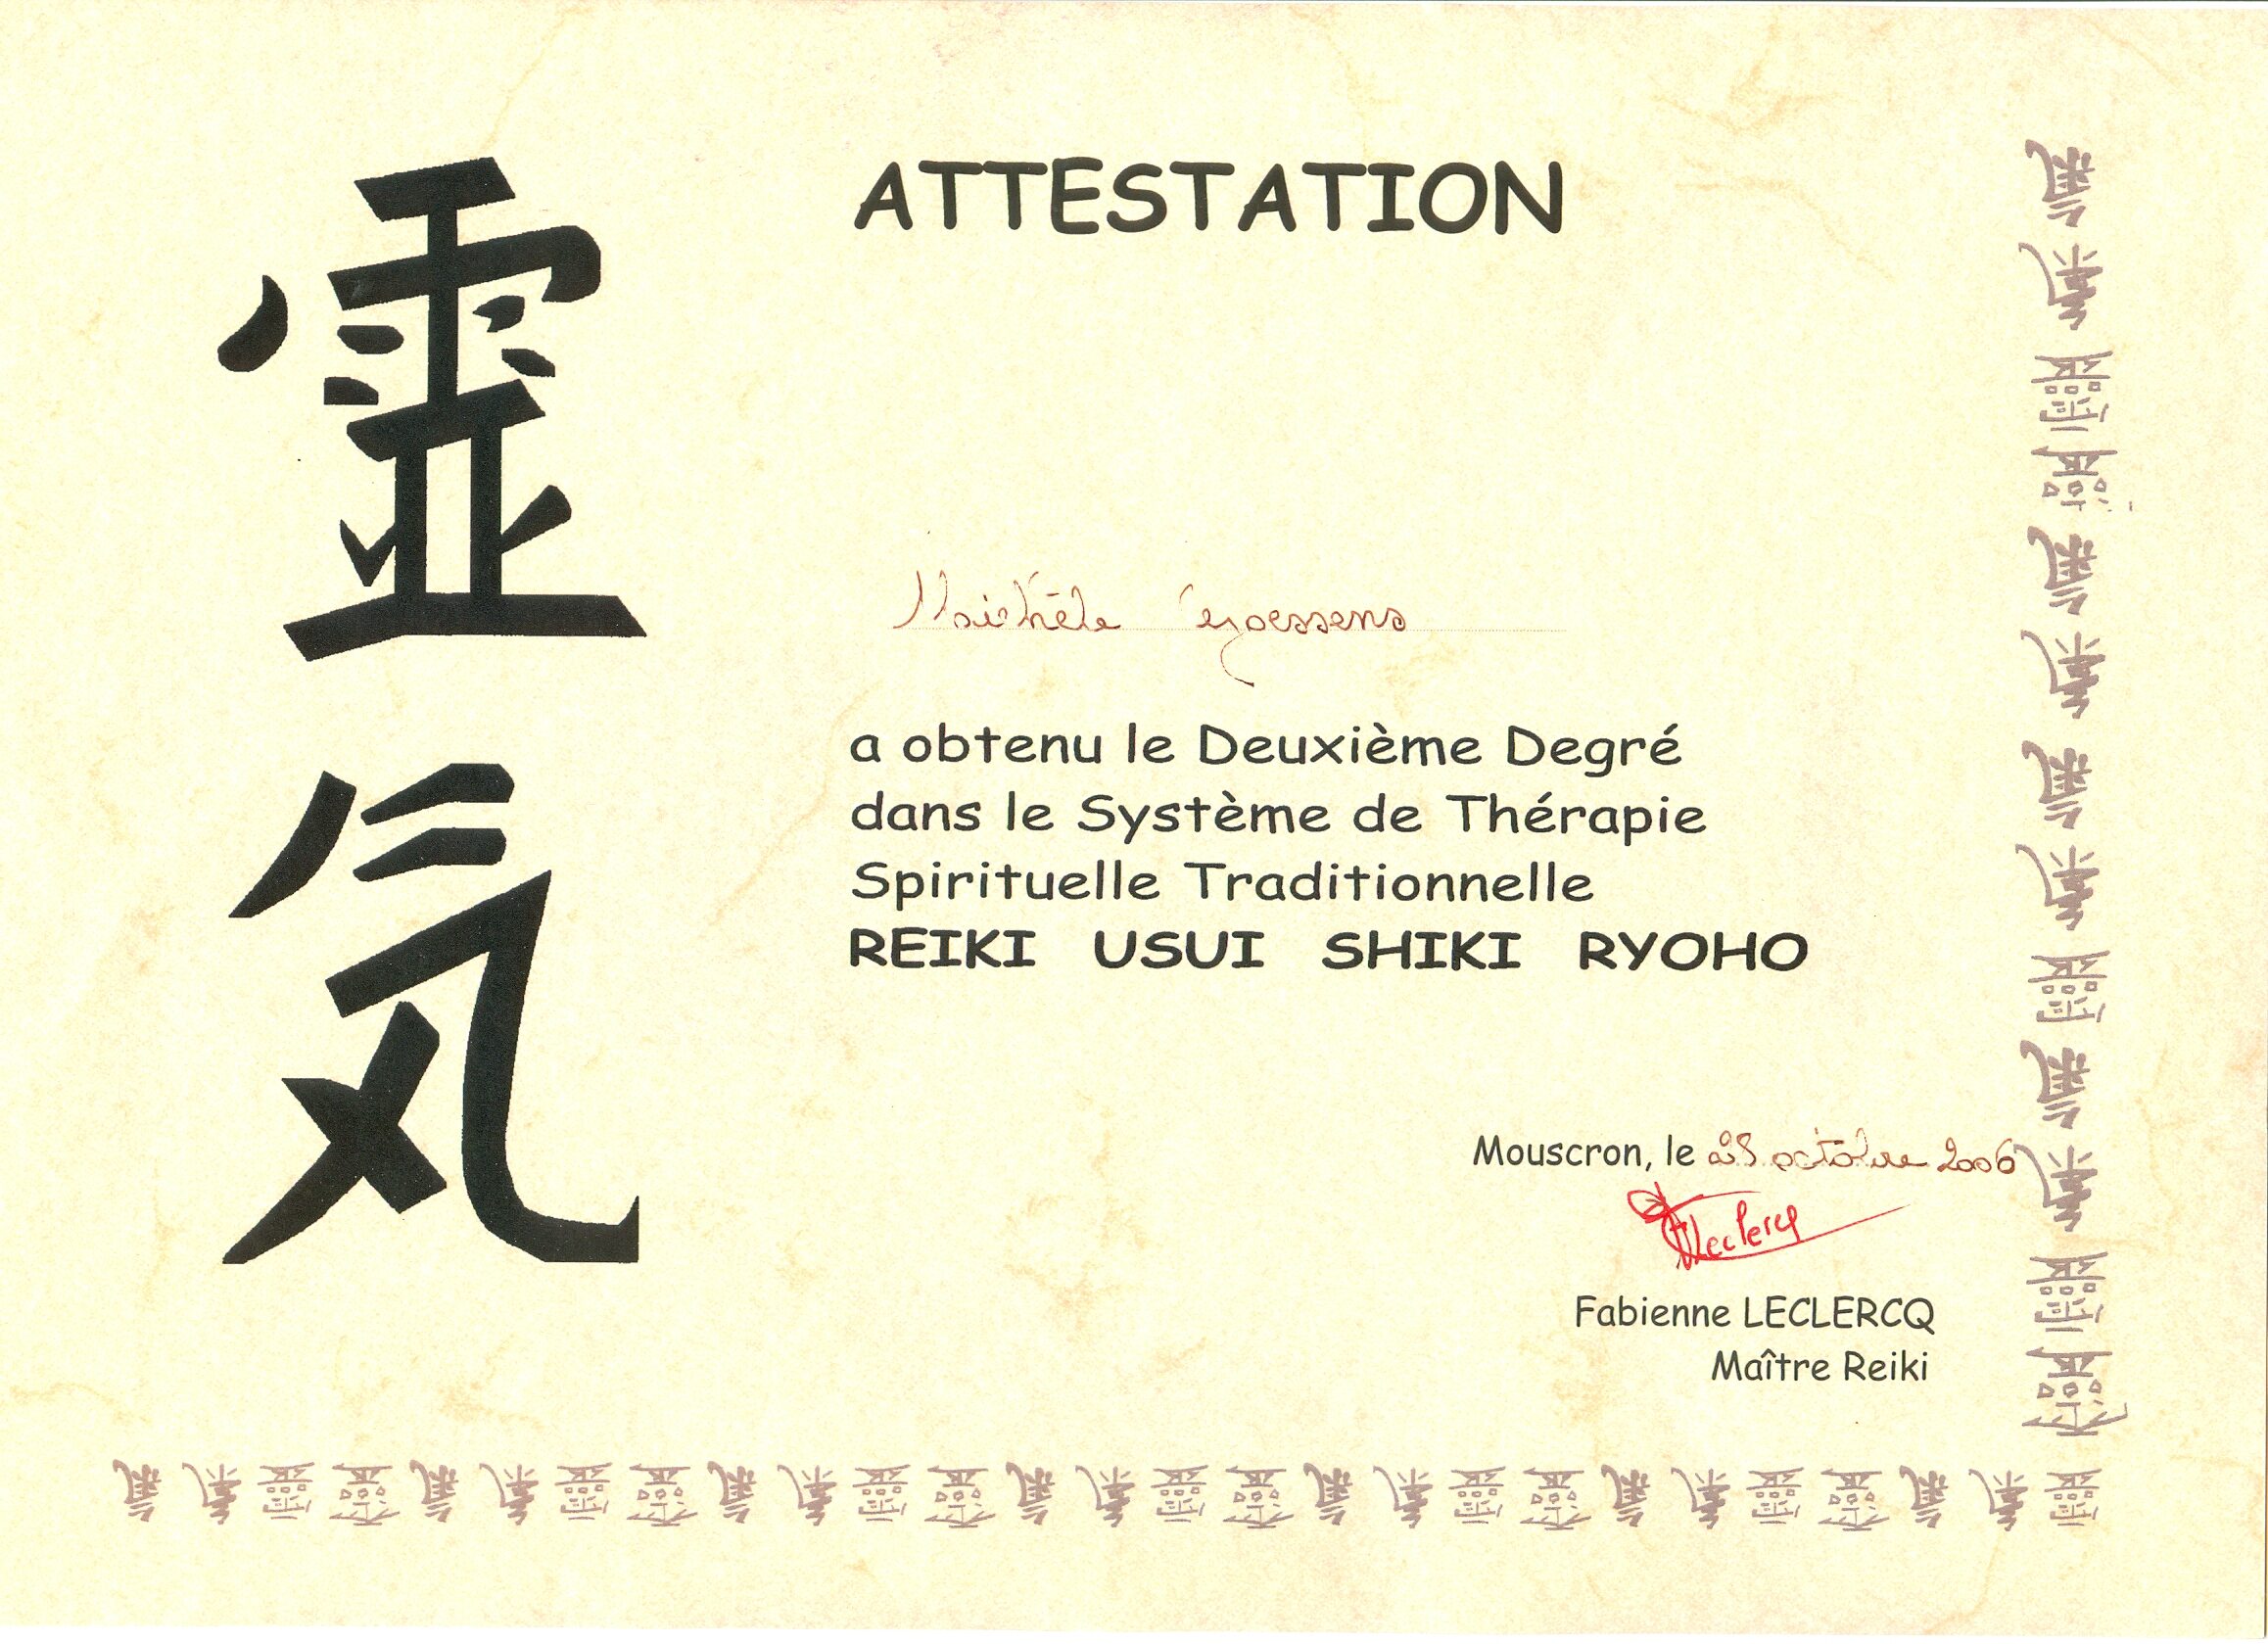 霊気
ATTESTATION
Michèle
a obtenu le Deuxième Degré
dans le Système de Thérapie
Spirituelle Traditionnelle
REIKI USUI SHIKI RYOHO
Mouscron, le octobre 2006
Leclercq
Fabienne LECLERCQ
Maître Reiki